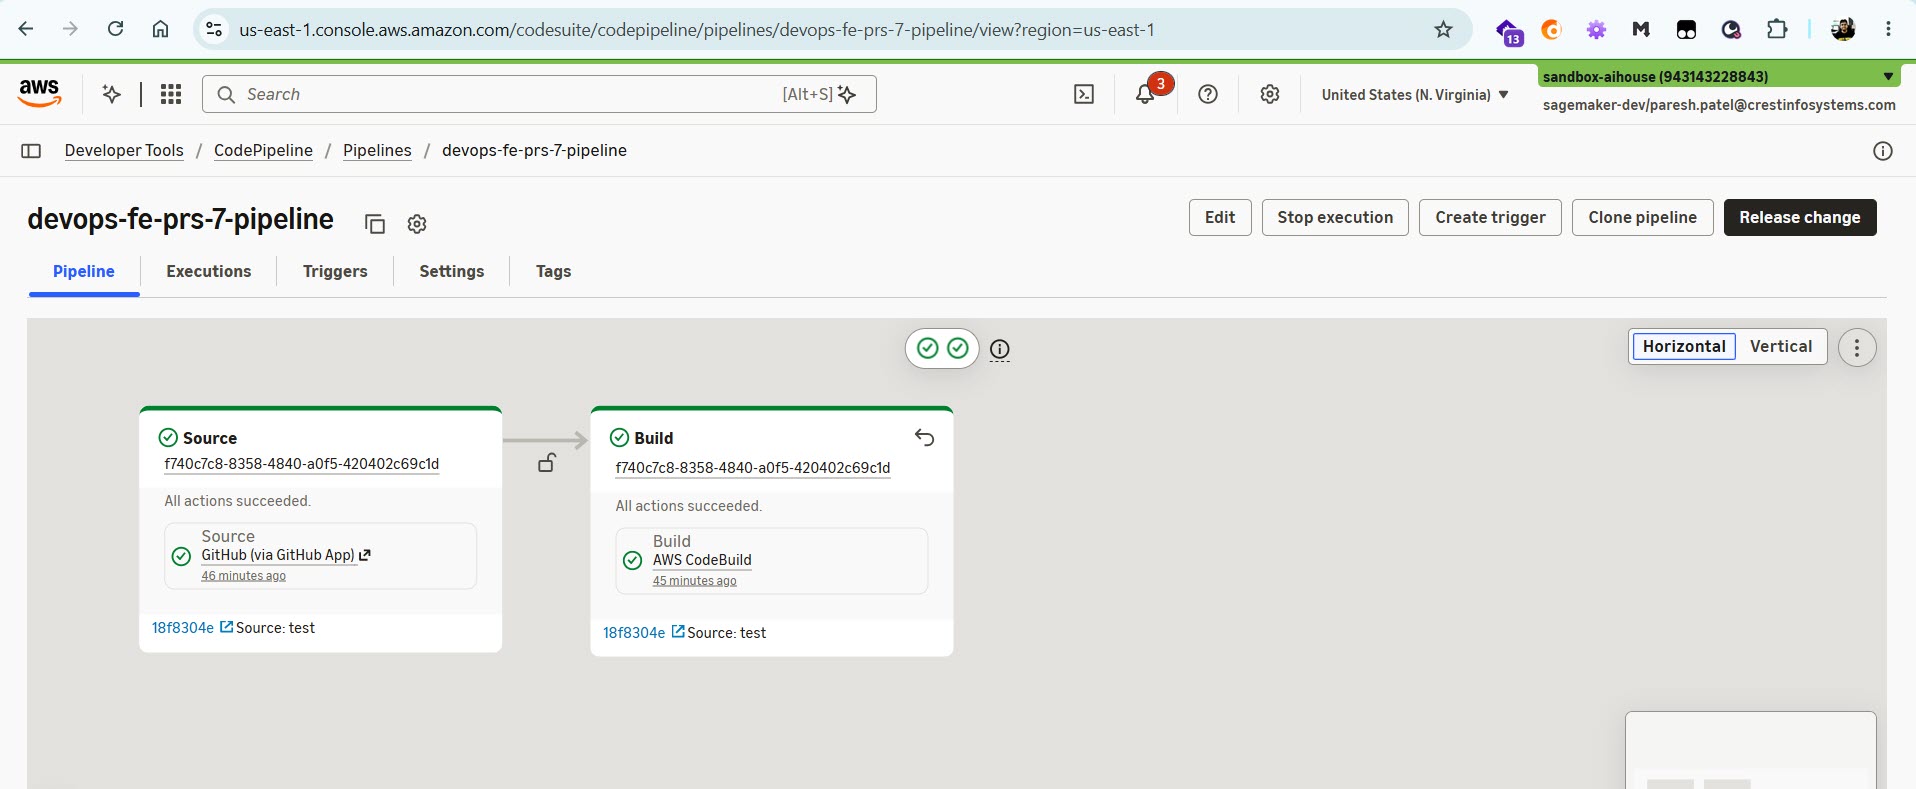 us-east-1.console.aws.amazon.com/codesuite/codepipeline/pipelines/devops-fe-prs-7-pipeline/view?region=us-east-1
13
aws
Search
[Alt+S]
3
United States (N. Virginia)
sandbox-aihouse (943143228843)
sagemaker-dev/paresh.patel@crestinfosystems.com
Developer Tools / CodePipeline / Pipelines / devops-fe-prs-7-pipeline
devops-fe-prs-7-pipeline
Edit
Stop execution
Create trigger
Clone pipeline
Release change
Pipeline
Executions
Triggers
Settings
Tags
Horizontal
Vertical
Source
f740c7c8-8358-4840-a0f5-420402c69c1d
All actions succeeded.
Source
GitHub (via GitHub App)
46 minutes ago
18f8304e Source: test
Build
f740c7c8-8358-4840-a0f5-420402c69c1d
All actions succeeded.
Build
AWS CodeBuild
45 minutes ago
18f8304e Source: test